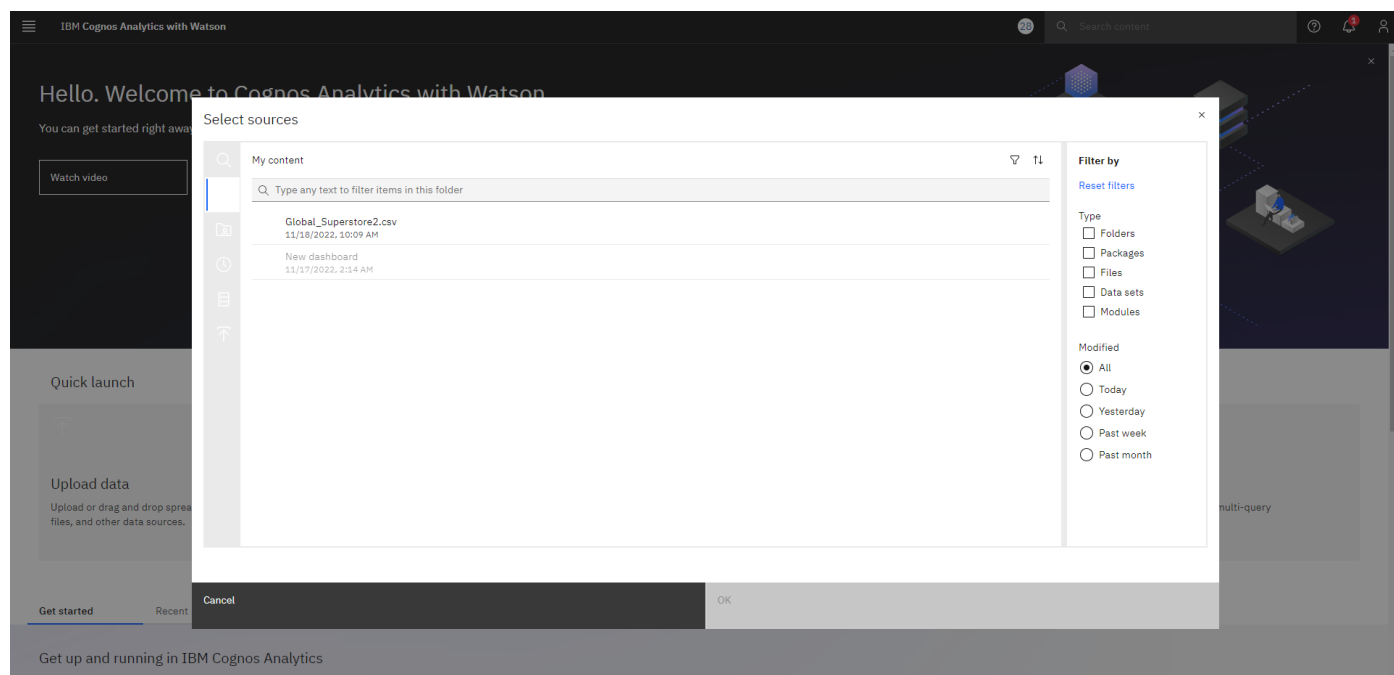 IBM Cognos Analytics with Watson
28
Search content
1
Hello. Welcome to Cognos Analytics with Watson
You can get started right away
Watch video
Select sources
My content
Type any text to filter items in this folder
Global_Superstore2.csv
11/18/2022, 10:09 AM
New dashboard
11/17/2022, 2:14 AM
Filter by
Reset filters
Type
Folders
Packages
Files
Data sets
Modules
Modified
All
Today
Yesterday
Past week
Past month
Quick launch
Upload data
Upload or drag and drop sprea
files, and other data sources.
multi-query
Cancel
OK
Get started
Recent
Get up and running in IBM Cognos Analytics